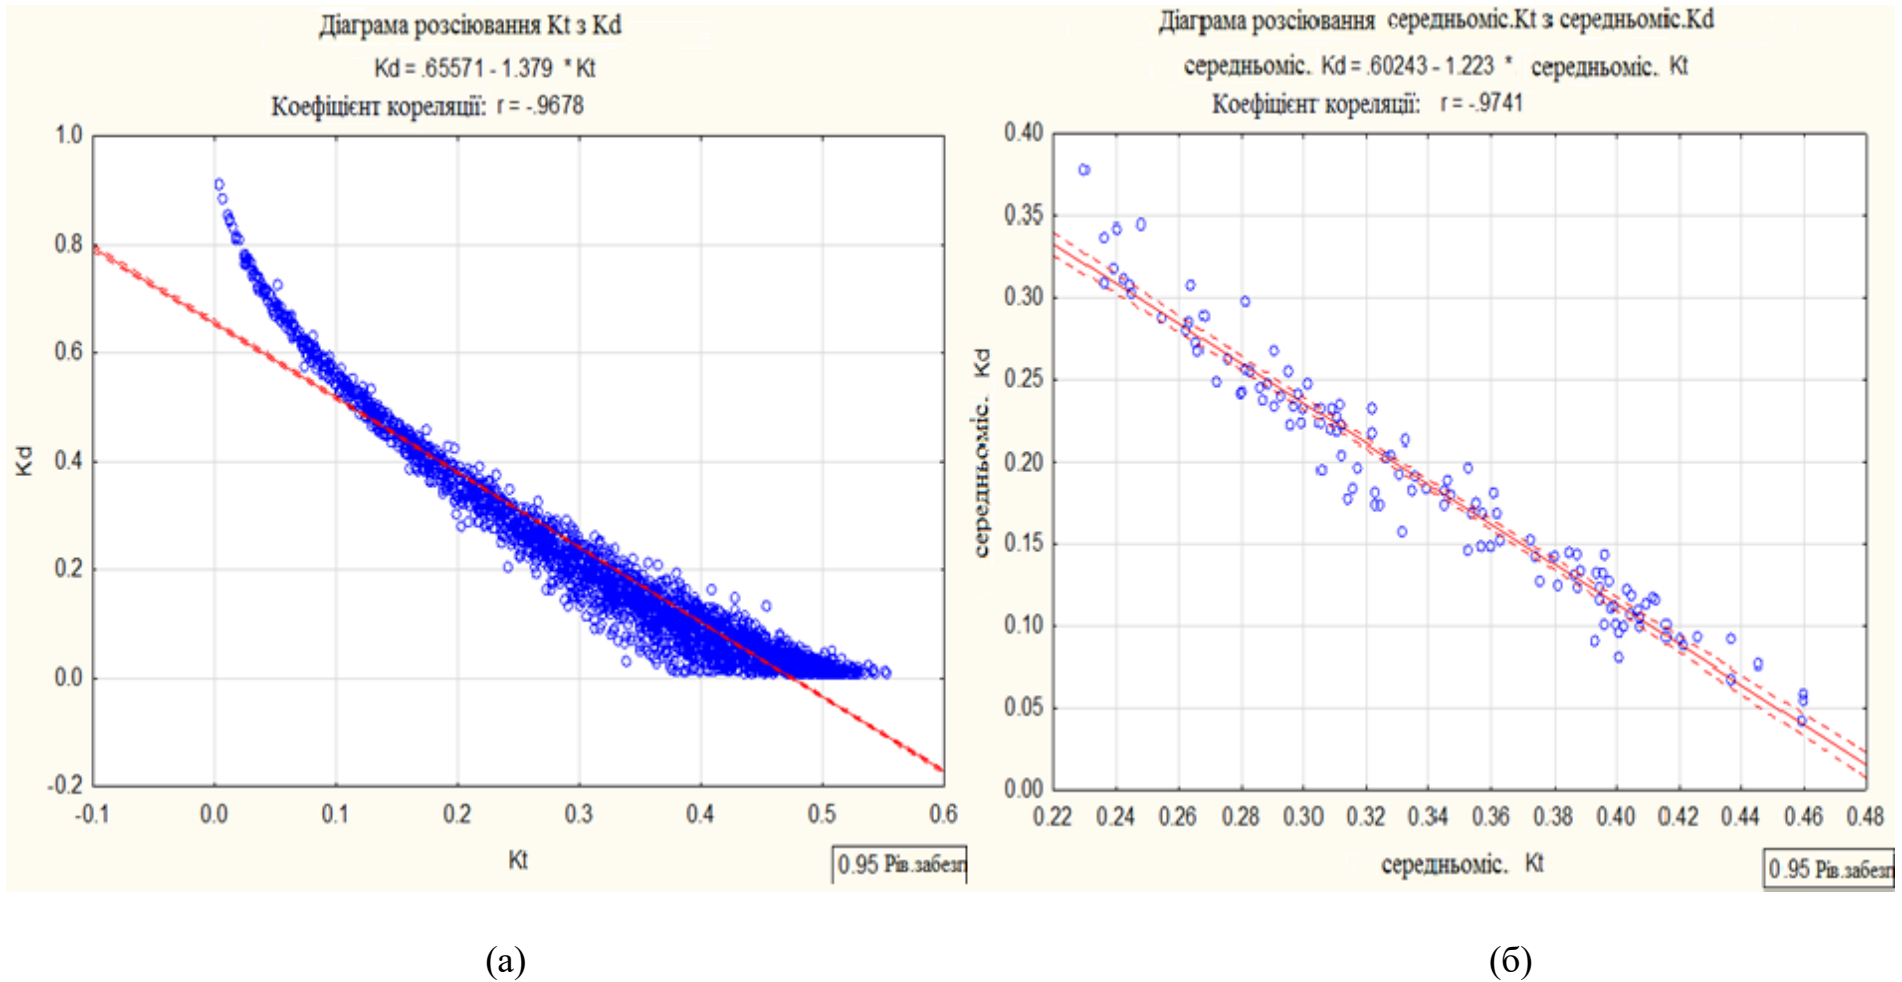 Діаграма розсіювання Kt з Kd
Kd = .65571 - 1.379 * Kt
Коефіцієнт кореляції: r = -.9678
1.0
0.8
0.6
0.4
0.2
0.0
-0.2
Kd
-0.1 0.0 0.1 0.2 0.3 0.4 0.5 0.6
Kt
0.95 Рів.забезп
(а)
Діаграма розсіювання середньоміс.Kt з середньоміс.Kd
середньоміс. Kd = .60243 - 1.223 * середньоміс. Kt
Коефіцієнт кореляції: r = -.9741
0.40
0.35
0.30
0.25
0.20
0.15
0.10
0.05
0.00
середньоміс. Kd
0.22 0.24 0.26 0.28 0.30 0.32 0.34 0.36 0.38 0.40 0.42 0.44 0.46 0.48
середньоміс. Kt
0.95 Рів.забезп
(б)